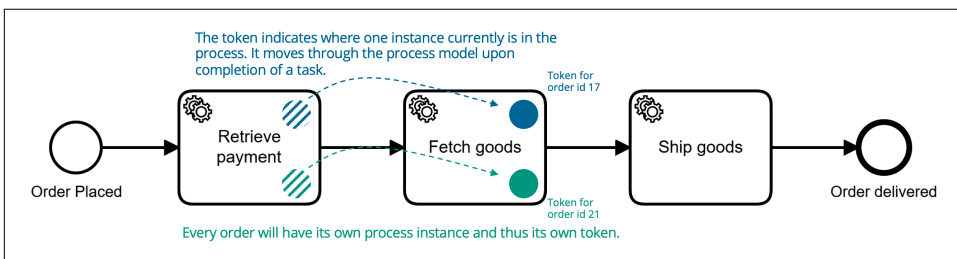 The token indicates where one instance currently is in the
process. It moves through the process model upon
completion of a task.
Token for
order id 17
Retrieve
payment
Fetch goods
Ship goods
Order Placed
Order delivered
Token for
order id 21
Every order will have its own process instance and thus its own token.